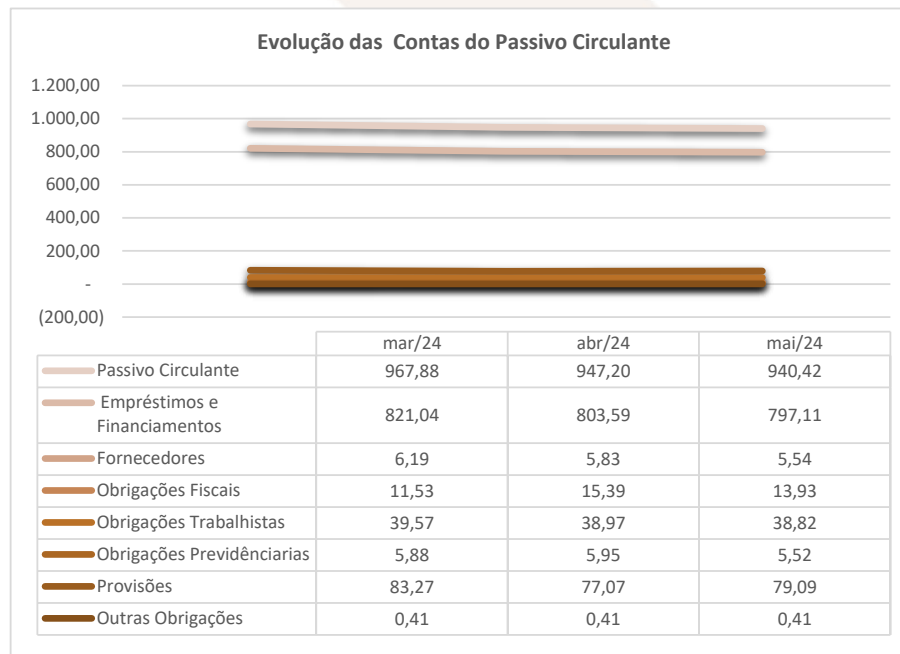 Evolução das Contas do Passivo Circulante
1.200,00
1.000,00
800,00
600,00
400,00
200,00
-
(200,00)
mar/24 abr/24 mai/24
Passivo Circulante 967,88 947,20 940,42
Empréstimos e
Financiamentos 821,04 803,59 797,11
Fornecedores 6,19 5,83 5,54
Obrigações Fiscais 11,53 15,39 13,93
Obrigações Trabalhistas 39,57 38,97 38,82
Obrigações Previdênciarias 5,88 5,95 5,52
Provisões 83,27 77,07 79,09
Outras Obrigações 0,41 0,41 0,41